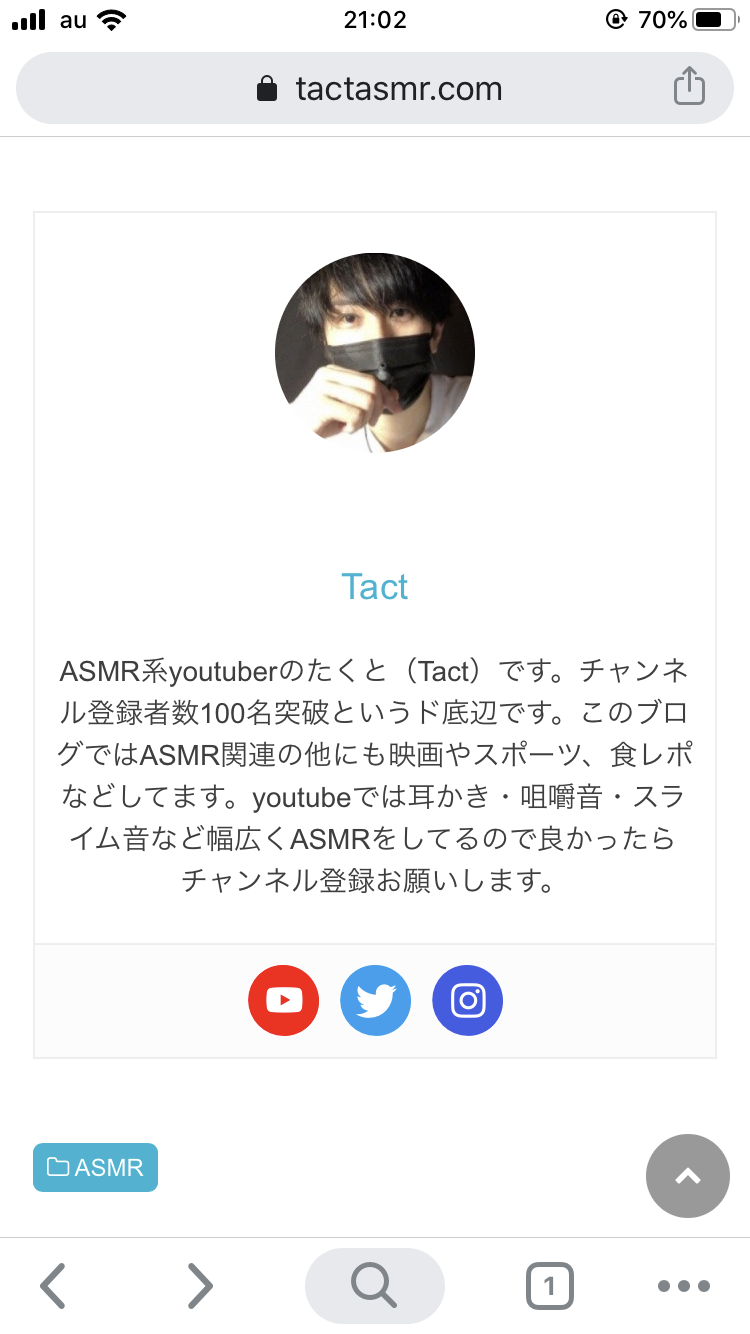 au 21:02 70%
tactasmr.com
Tact
ASMR系youtuberのたくと（Tact）です。チャンネ
ル登録者数100名突破というド底辺です。このブロ
グではASMR関連の他にも映画やスポーツ、食レポ
などしてます。youtubeでは耳かき・咀嚼音・スラ
イム音など幅広くASMRをしてるので良かったら
チャンネル登録お願いします。
ASMR
1